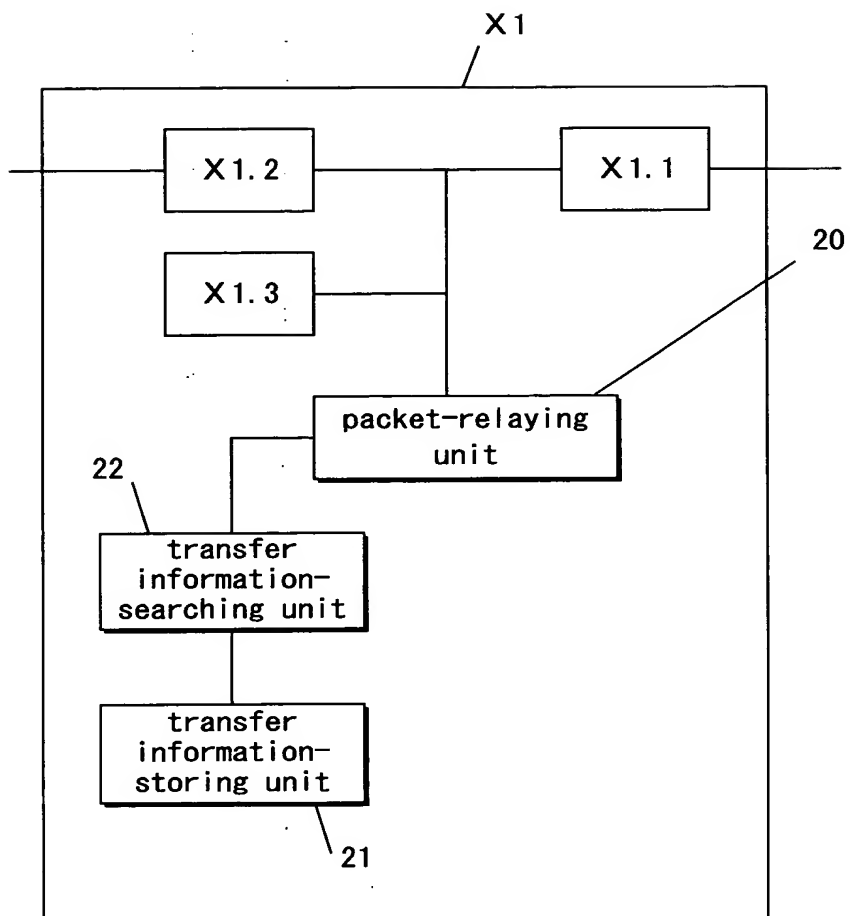 X1
X1.2
X1.1
20
X1.3
packet-relaying
unit
22
transfer
information-
searching unit
transfer
information-
storing unit
21